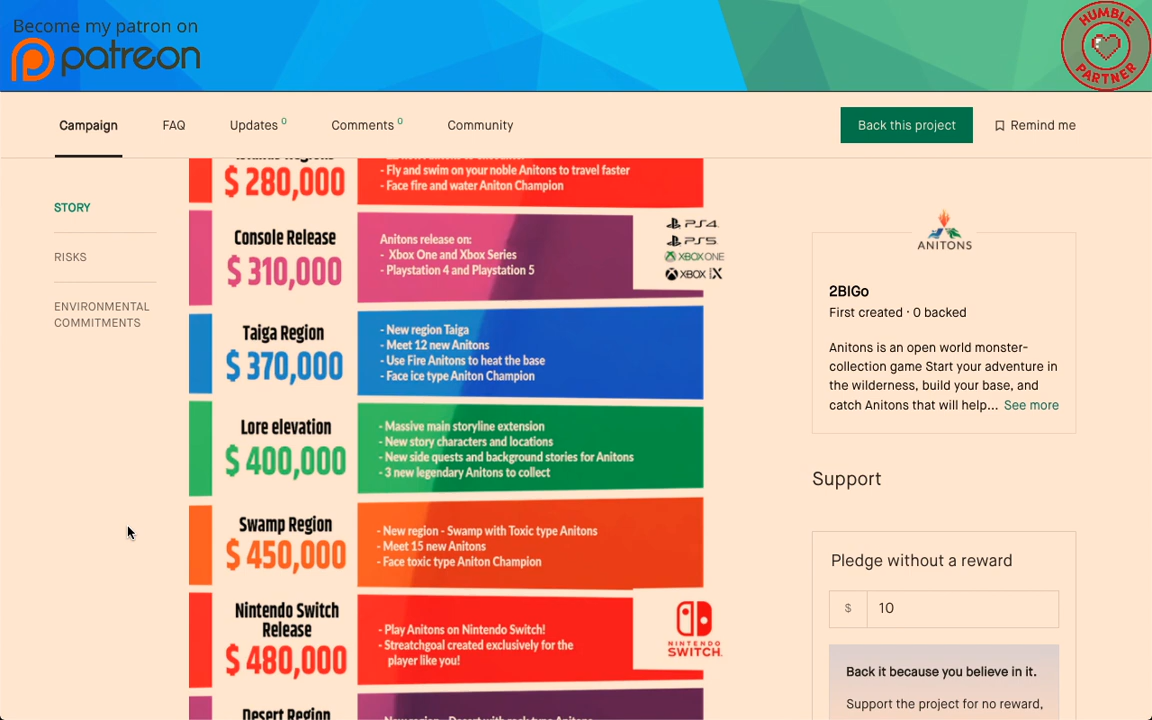 Become my patron on
patreon
HUMBLE
PARTNER
Campaign
FAQ
Updates 0
Comments 0
Community
Back this project
Remind me
STORY
RISKS
ENVIRONMENTAL
COMMITMENTS
$ 280,000
- Fly and swim on your noble Anitons to travel faster
- Face fire and water Aniton Champion
Console Release
$ 310,000
Anitons release on:
- Xbox One and Xbox Series
- Playstation 4 and Playstation 5
PS4
PS5
XBOX ONE
XBOX
Taiga Region
$ 370,000
- New region Taiga
- Meet 12 new Anitons
- Use Fire Anitons to heat the base
- Face ice type Aniton Champion
Lore elevation
$ 400,000
- Massive main storyline extension
- New story characters and locations
- New side quests and background stories for Anitons
- 3 new legendary Anitons to collect
Swamp Region
$ 450,000
- New region - Swamp with Toxic type Anitons
- Meet 15 new Anitons
- Face toxic type Aniton Champion
Nintendo Switch
Release
$ 480,000
- Play Anitons on Nintendo Switch!
- Streatchgoal created exclusively for the
player like you!
NINTENDO
SWITCH
Desert Region
ANITONS
2BIGo
First created · 0 backed
Anitons is an open world monster-
collection game Start your adventure in
the wilderness, build your base, and
catch Anitons that will help... See more
Support
Pledge without a reward
$ 10
Back it because you believe in it.
Support the project for no reward,